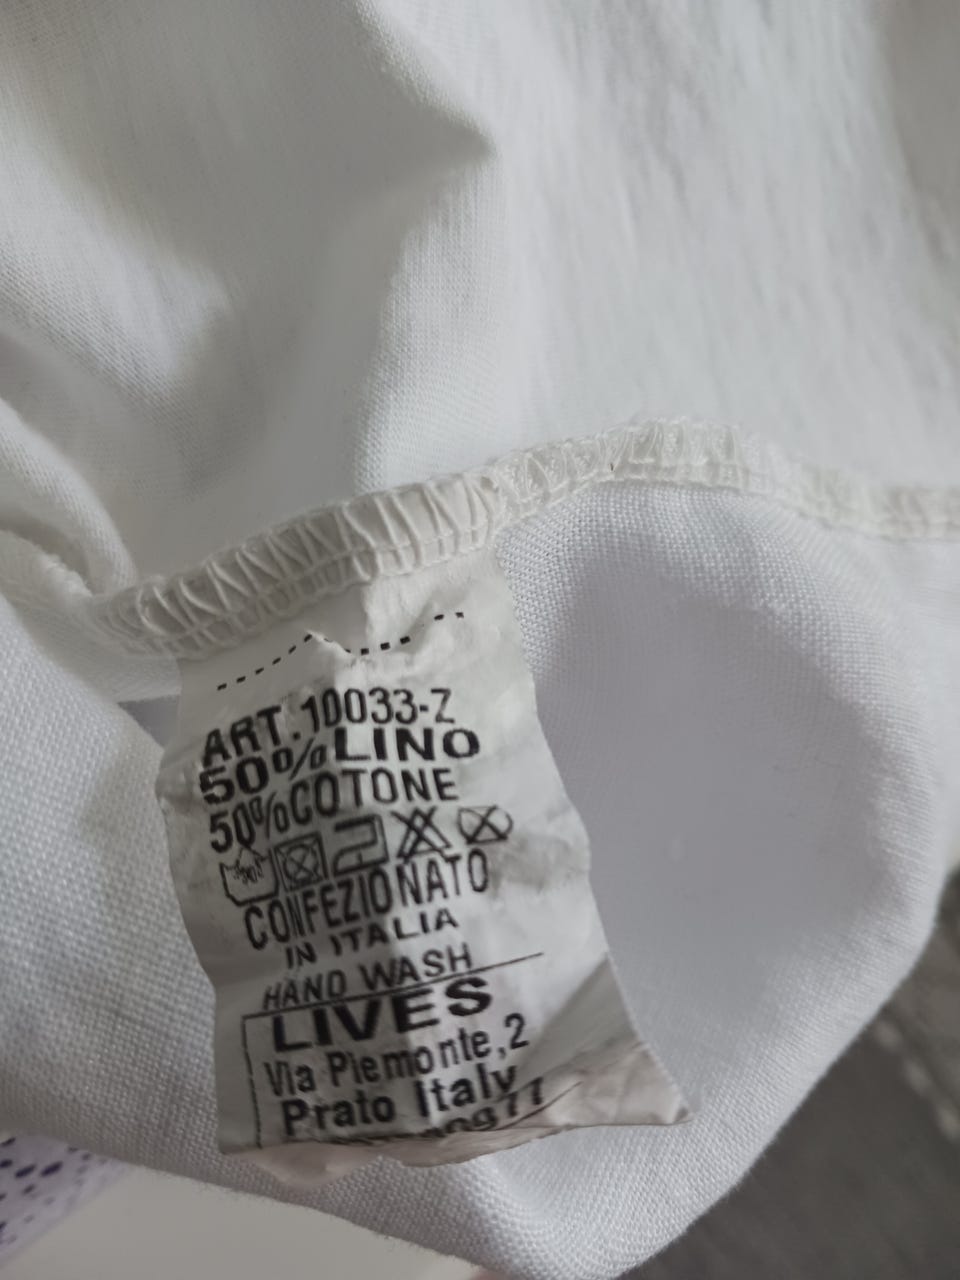 ART.10033-Z
50%LINO
50%COTONE
CONFEZIONATO
IN ITALIA
HAND WASH
LIVES
Via Piemonte,2
Prato Italy